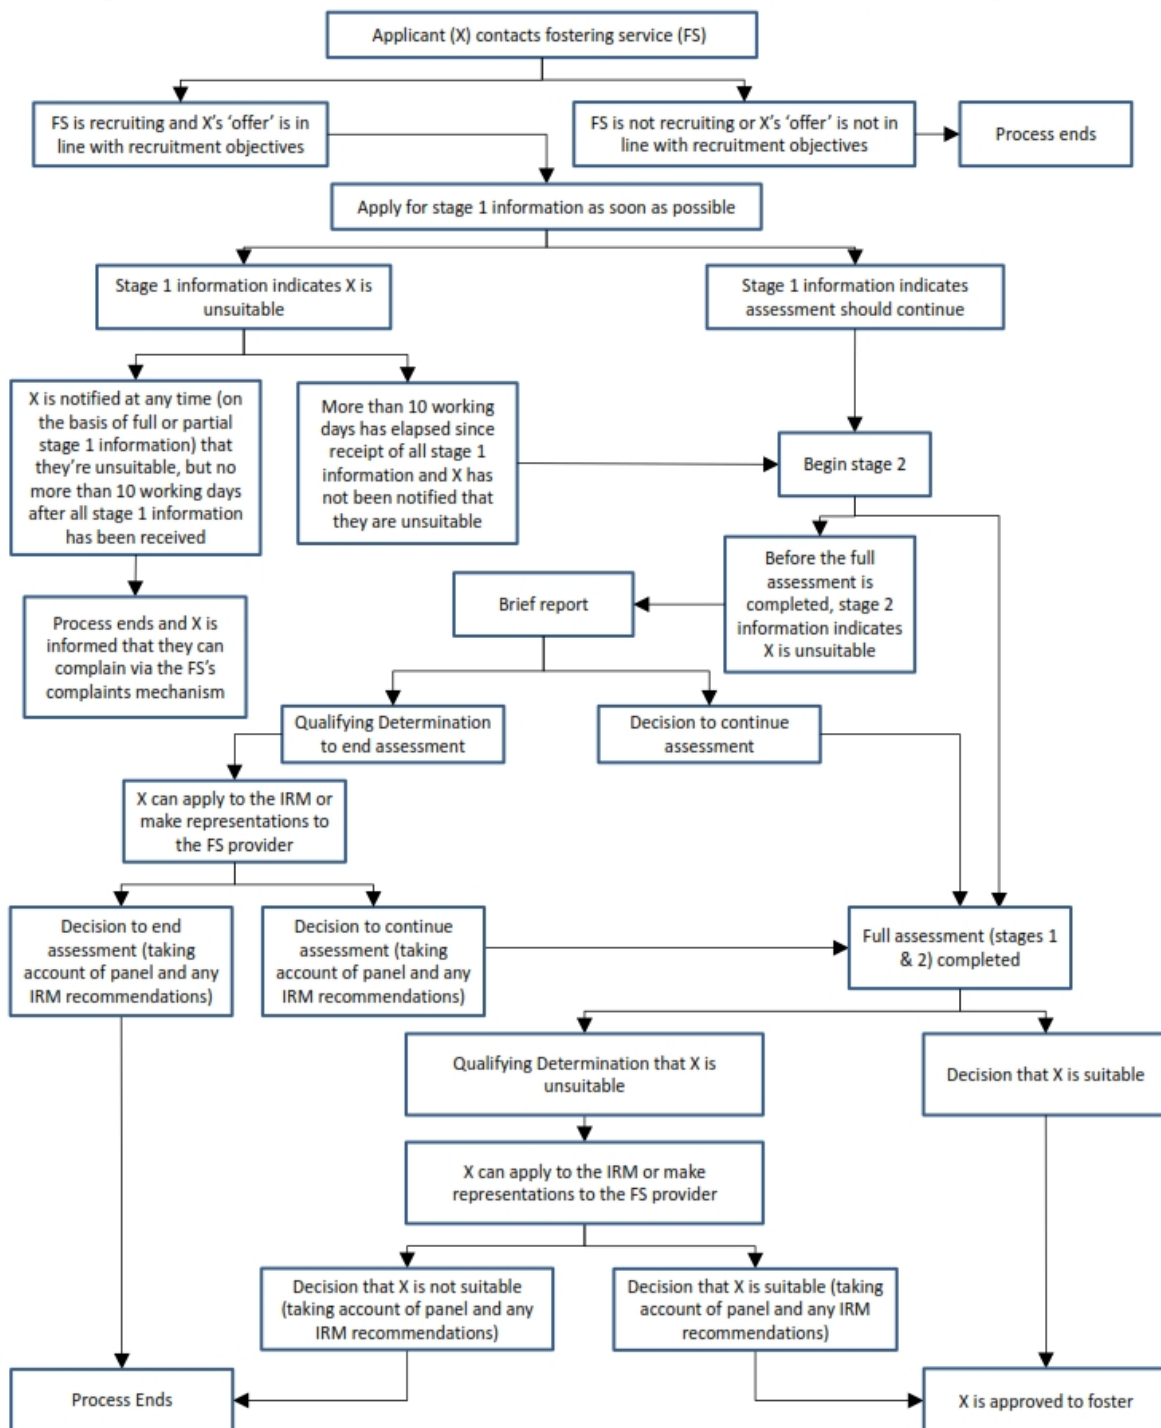 Applicant (X) contacts fostering service (FS)
FS is recruiting and X's 'offer' is in
line with recruitment objectives
FS is not recruiting or X's 'offer' is not in
line with recruitment objectives
Process ends
Apply for stage 1 information as soon as possible
Stage 1 information indicates X is
unsuitable
Stage 1 information indicates
assessment should continue
X is notified at any time (on
the basis of full or partial
stage 1 information) that
they're unsuitable, but no
more than 10 working days
after all stage 1 information
has been received
More than 10 working
days has elapsed since
receipt of all stage 1
information and X has
not been notified that
they are unsuitable
Begin stage 2
Before the full
assessment is
completed, stage 2
information indicates
X is unsuitable
Brief report
Process ends and X is
informed that they can
complain via the FS's
complaints mechanism
Qualifying Determination
to end assessment
Decision to continue
assessment
X can apply to the IRM or
make representations to
the FS provider
Decision to end
assessment (taking
account of panel and any
IRM recommendations)
Decision to continue
assessment (taking
account of panel and any
IRM recommendations)
Full assessment (stages 1
& 2) completed
Qualifying Determination that X is
unsuitable
Decision that X is suitable
X can apply to the IRM or make
representations to the FS provider
Decision that X is not suitable
(taking account of panel and any
IRM recommendations)
Decision that X is suitable (taking
account of panel and any IRM
recommendations)
Process Ends
X is approved to foster